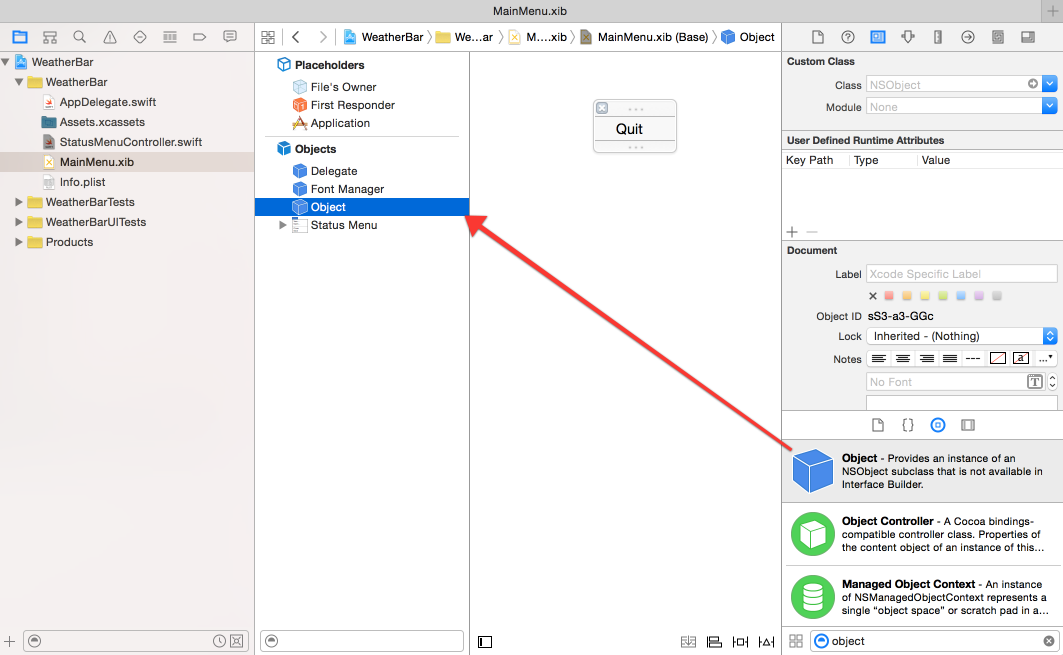 MainMenu.xib
WeatherBar
We...ar
M....xib
MainMenu.xib (Base)
Object
WeatherBar
WeatherBar
AppDelegate.swift
Assets.xcassets
StatusMenuController.swift
MainMenu.xib
Info.plist
WeatherBarTests
WeatherBarUITests
Products
Placeholders
File's Owner
First Responder
Application
Objects
Delegate
Font Manager
Object
Status Menu
Quit
Custom Class
Class NSObject
Module None
User Defined Runtime Attributes
Key Path Type Value
Document
Label Xcode Specific Label
Object ID sS3-a3-GGc
Lock Inherited - (Nothing)
Notes
No Font
Object - Provides an instance of an
NSObject subclass that is not available in
Interface Builder.
Object Controller - A Cocoa bindings-
compatible controller class. Properties of
the content object of an instance of this...
Managed Object Context - An instance
of NSManagedObjectContext represents a
single “object space” or scratch pad in a...
object